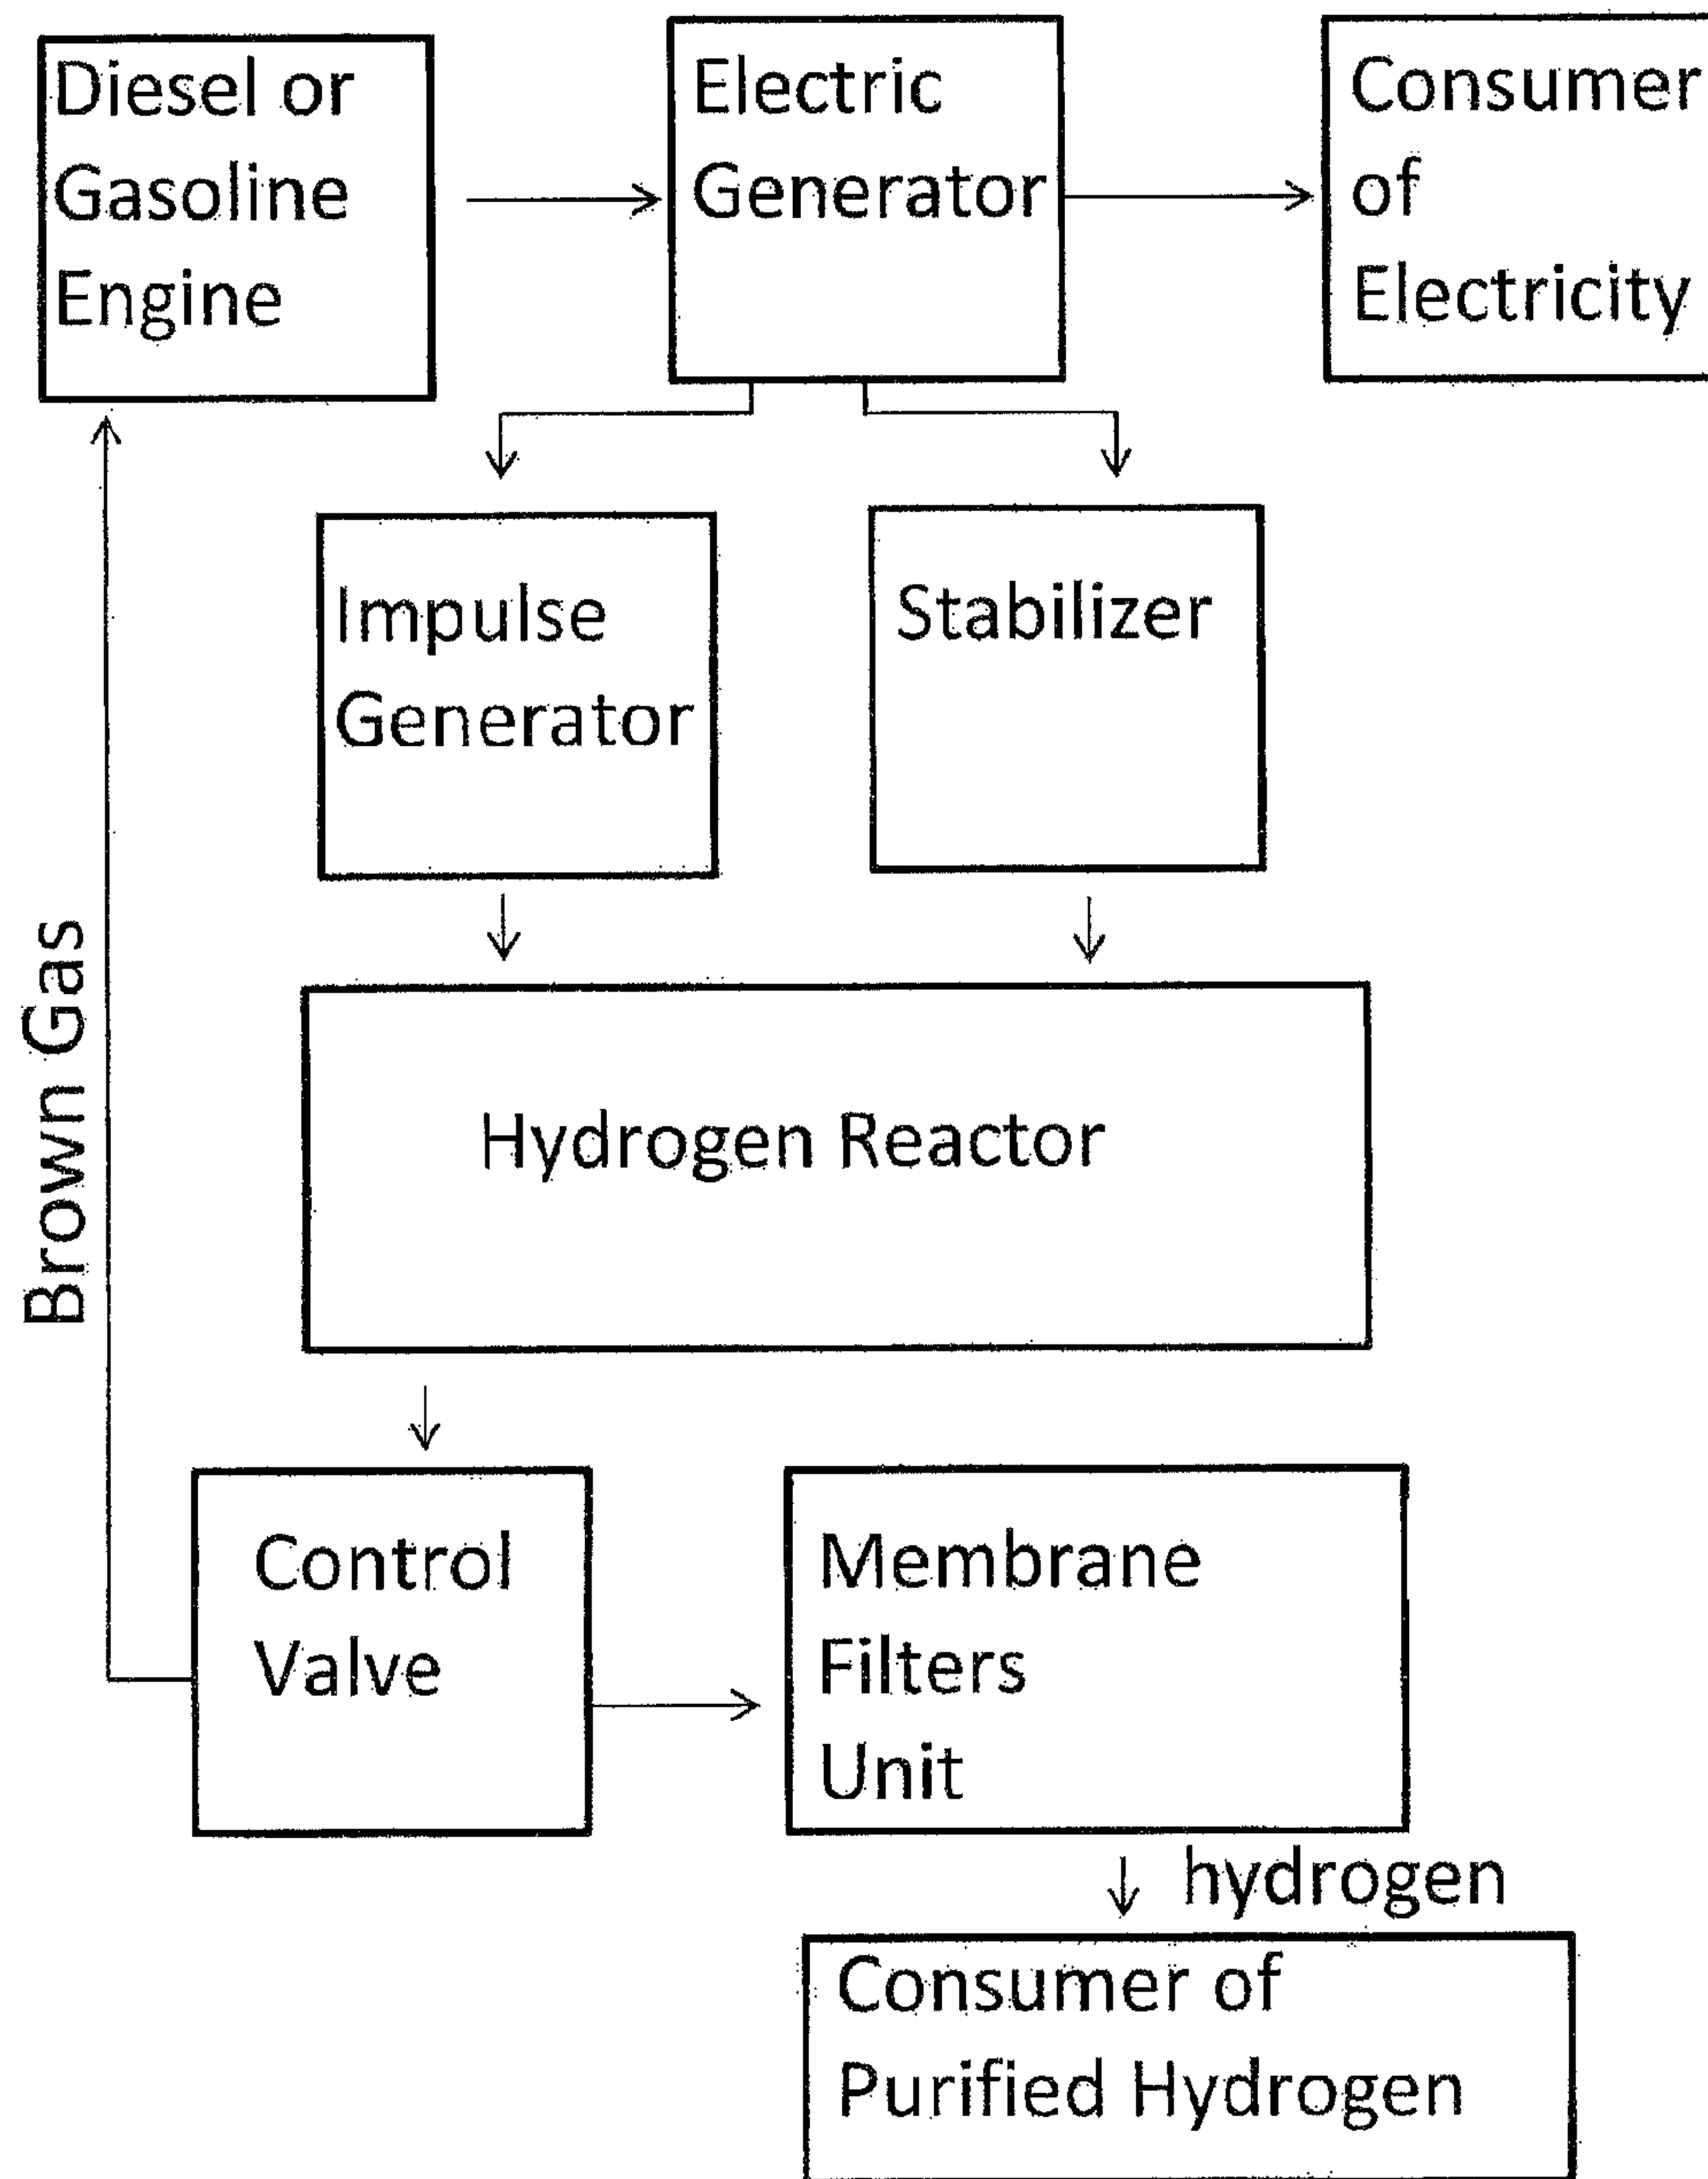 Diesel or
Gasoline
Engine
Electric
Generator
Consumer
of
Electricity
Impulse
Generator
Stabilizer
Brown Gas
Hydrogen Reactor
Control
Valve
Membrane
Filters
Unit
hydrogen
Consumer of
Purified Hydrogen